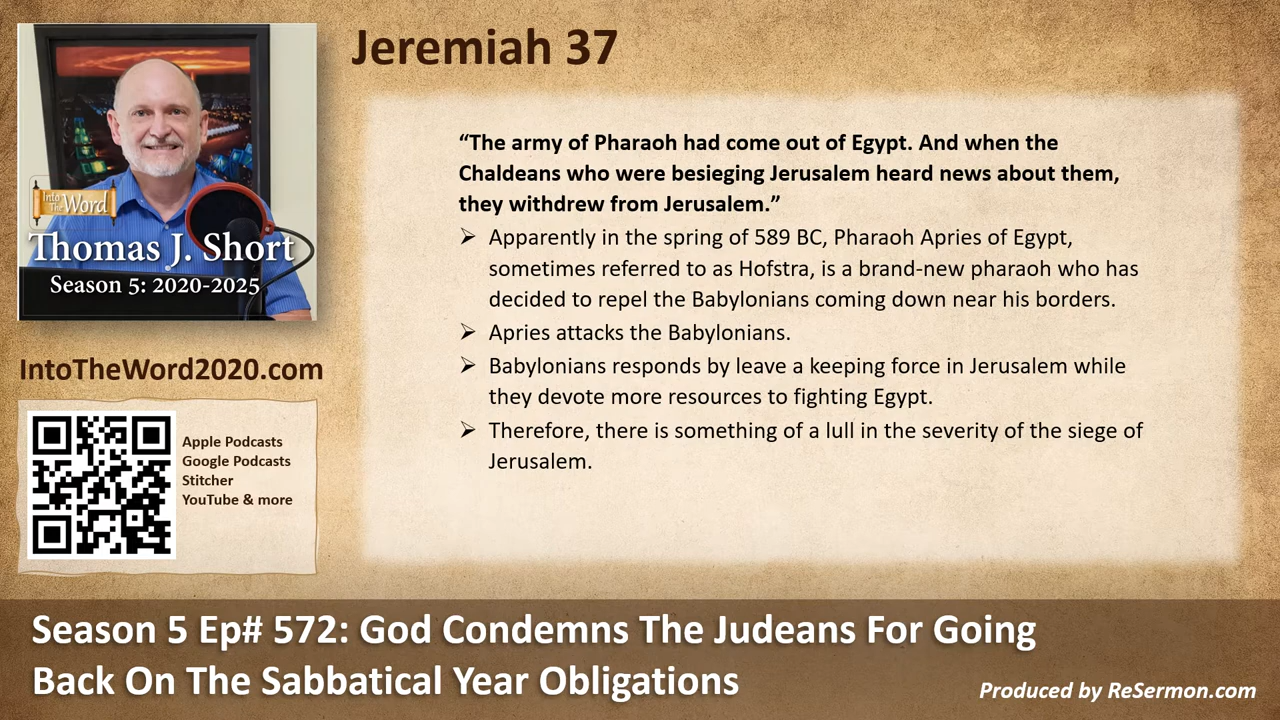 Into
The Word
Thomas J. Short
Season 5: 2020-2025
IntoTheWord2020.com
Apple Podcasts
Google Podcasts
Stitcher
YouTube & more
Jeremiah 37
“The army of Pharaoh had come out of Egypt. And when the
Chaldeans who were besieging Jerusalem heard news about them,
they withdrew from Jerusalem.”
➢ Apparently in the spring of 589 BC, Pharaoh Apries of Egypt,
sometimes referred to as Hofstra, is a brand-new pharaoh who has
decided to repel the Babylonians coming down near his borders.
➢ Apries attacks the Babylonians.
➢ Babylonians responds by leave a keeping force in Jerusalem while
they devote more resources to fighting Egypt.
➢ Therefore, there is something of a lull in the severity of the siege of
Jerusalem.
Season 5 Ep# 572: God Condemns The Judeans For Going
Back On The Sabbatical Year Obligations
Produced by ReSermon.com